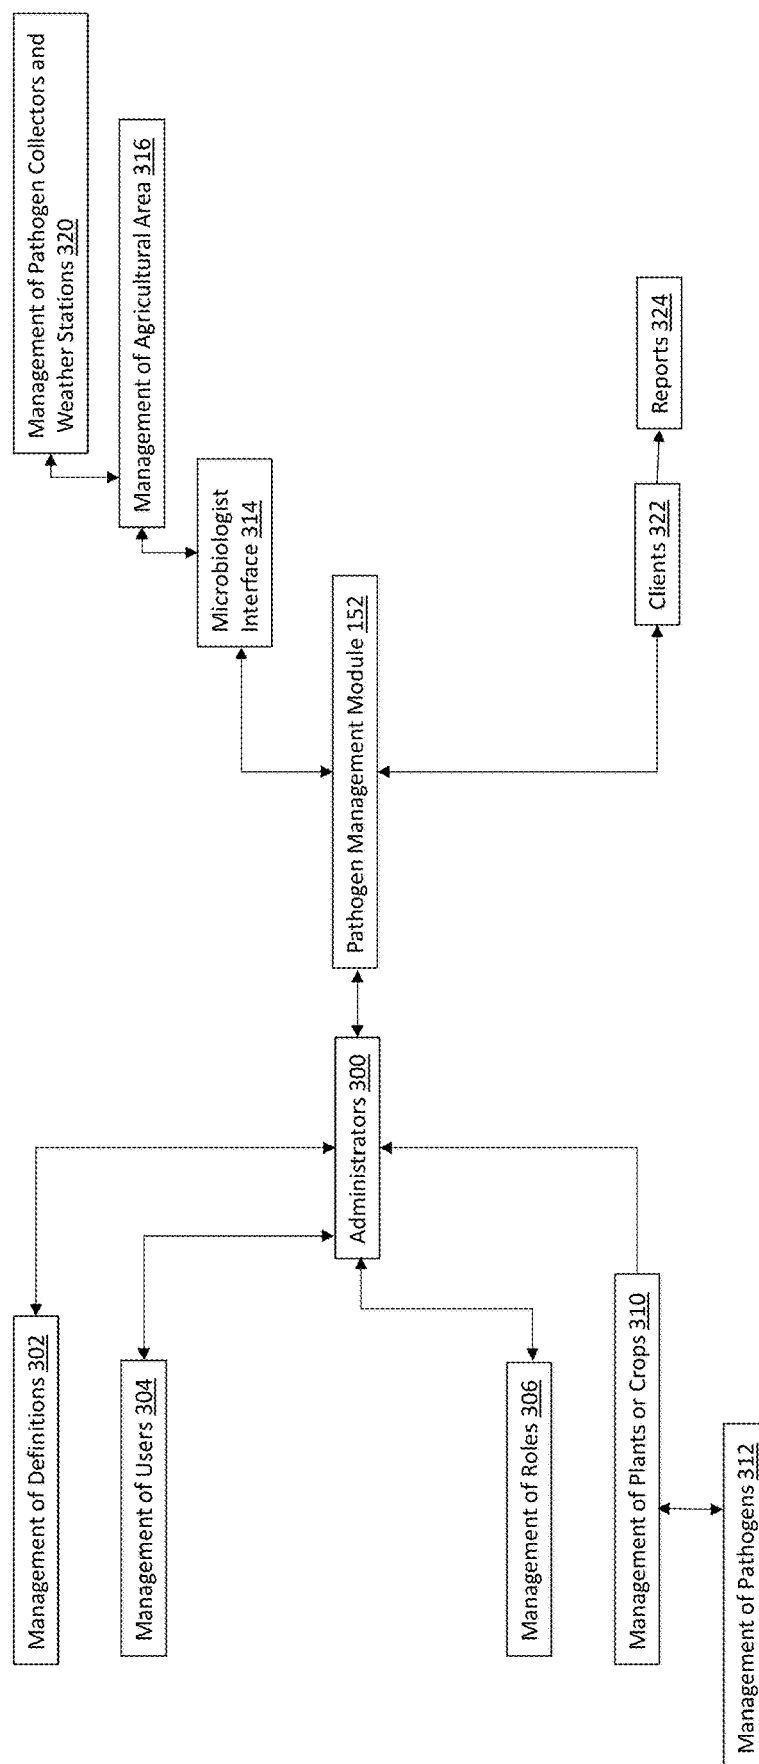 Management of Definitions 302
Management of Users 304
Management of Roles 306
Management of Plants or Crops 310
Management of Pathogens 312
Administrators 300
Pathogen Management Module 152
Microbiologist
Interface 314
Management of Agricultural Area 316
Management of Pathogen Collectors and
Weather Stations 320
Clients 322
Reports 324